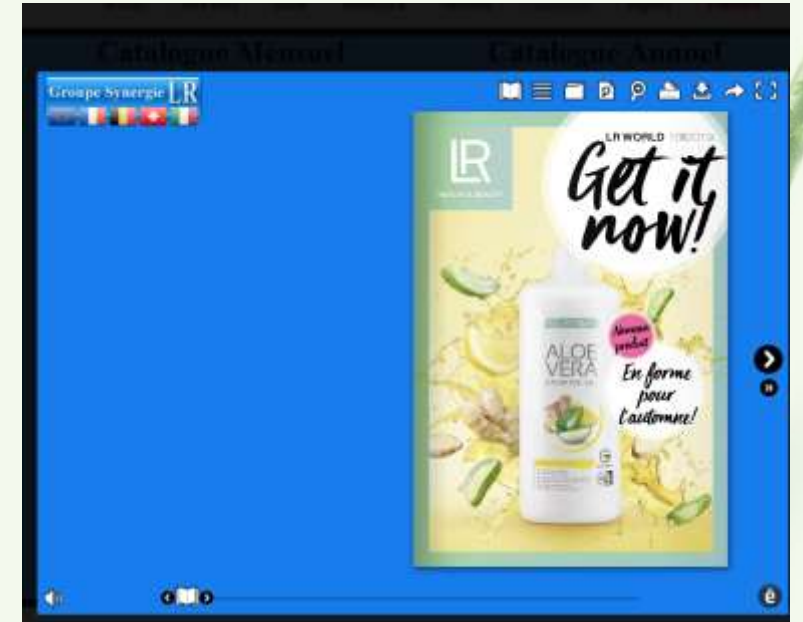 Catalogue Mensuel
Catalogue Annuel
Groupe Synergie LR
LR
LR WORLD
Get it
now!
Nouveau
produit
ALOE
VERA
En forme
pour
l'automne!